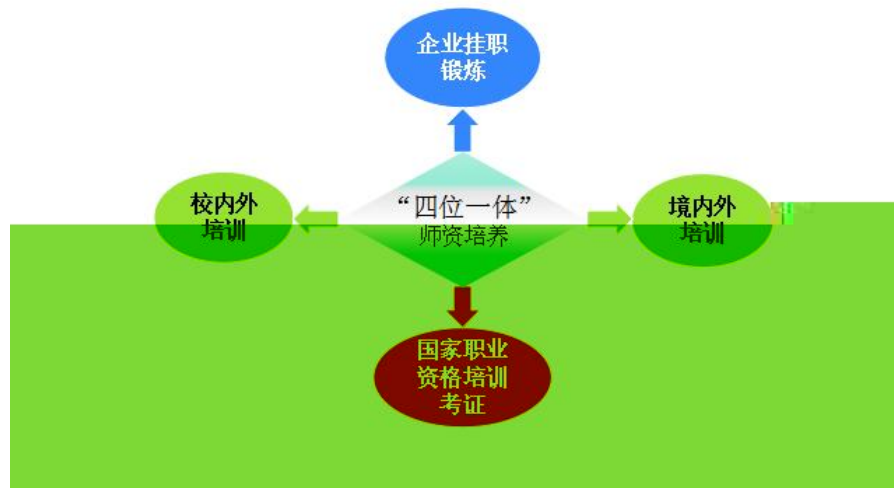 企业挂职
锻炼
校内外
培训
“四位一体”
师资培养
境内外
培训
国家职业
资格培训
考证